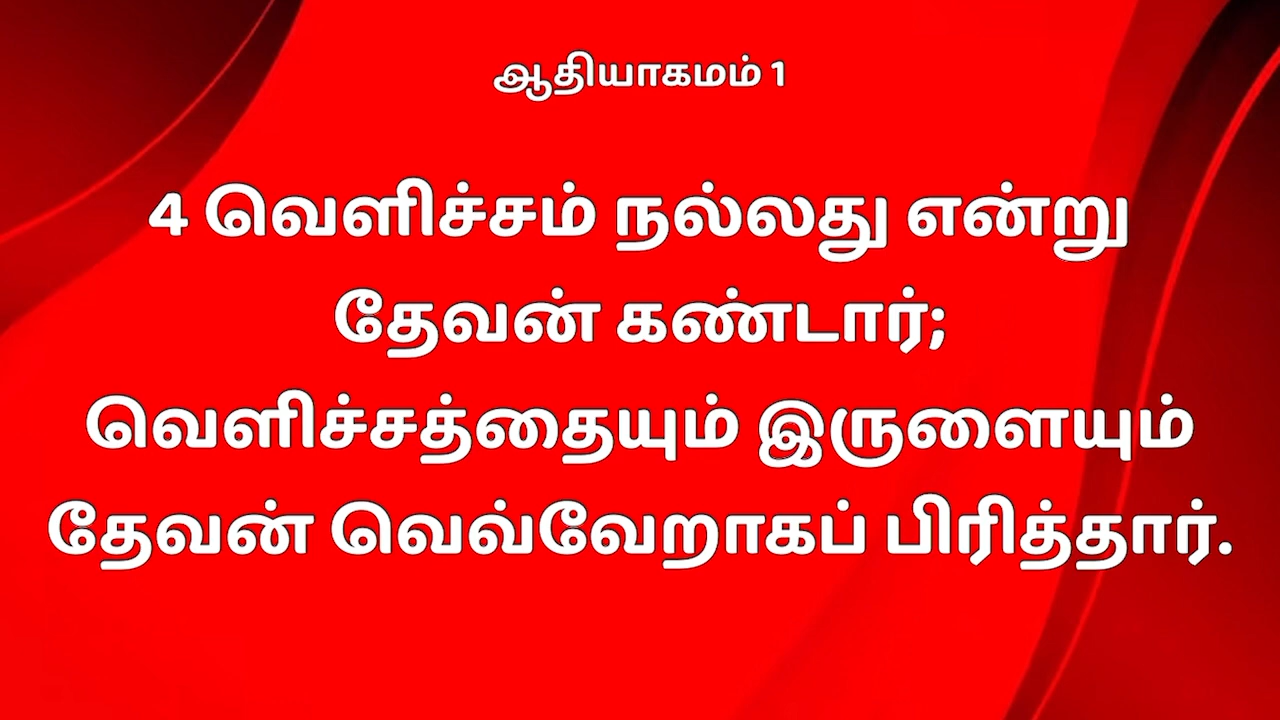 ஆதியாகமம் 1
4 வெளிச்சம் நல்லது என்று
தேவன் கண்டார்;
வெளிச்சத்தையும் இருளையும்
தேவன் வெவ்வேறாகப் பிரித்தார்.